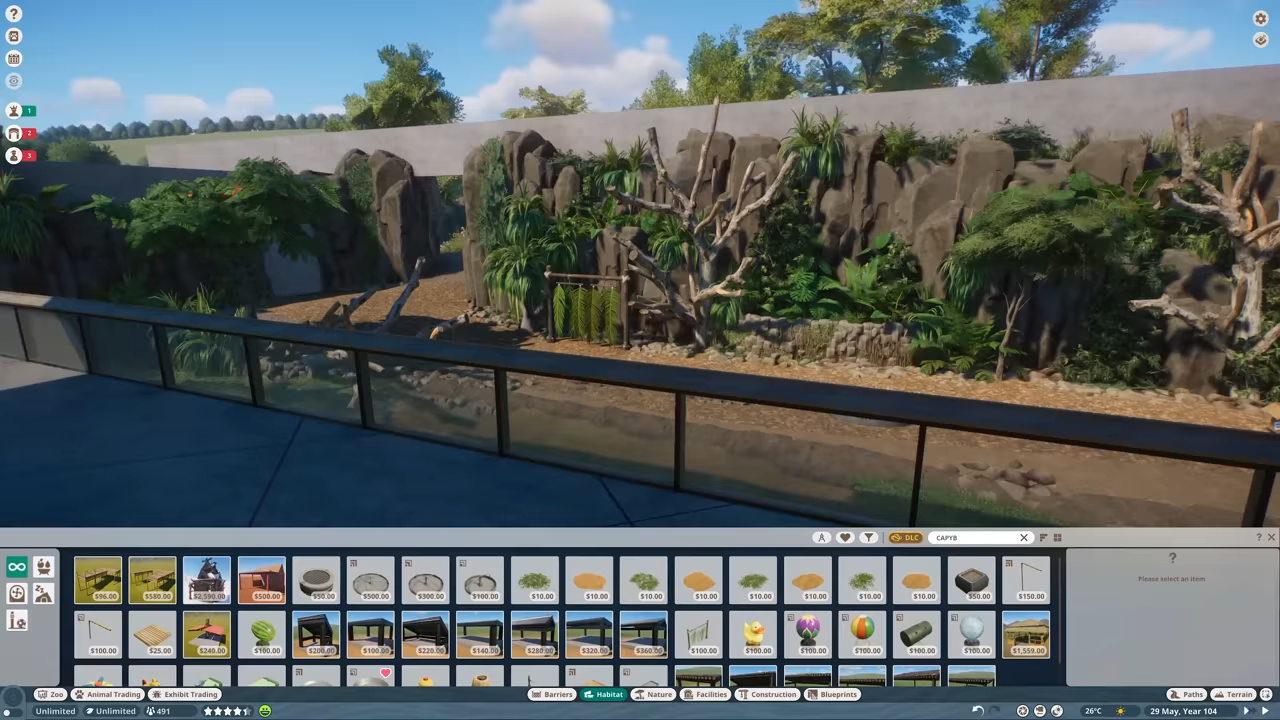 ?
1
2
3
DLC
CAPYB
?
$96.00
$580.00
$2,590.00
$500.00
$50.00
$500.00
$300.00
$100.00
$10.00
$10.00
$10.00
$10.00
$10.00
$10.00
$10.00
$10.00
$50.00
$150.00
?
Please select an item
$100.00
$25.00
$240.00
$100.00
$200.00
$100.00
$220.00
$140.00
$280.00
$320.00
$360.00
$100.00
$100.00
$100.00
$100.00
$100.00
$100.00
$1,559.00
Zoo
Animal Trading
Exhibit Trading
Barriers
Habitat
Nature
Facilities
Construction
Blueprints
Paths
Terrain
Unlimited
Unlimited
491
26°C
29 May, Year 104